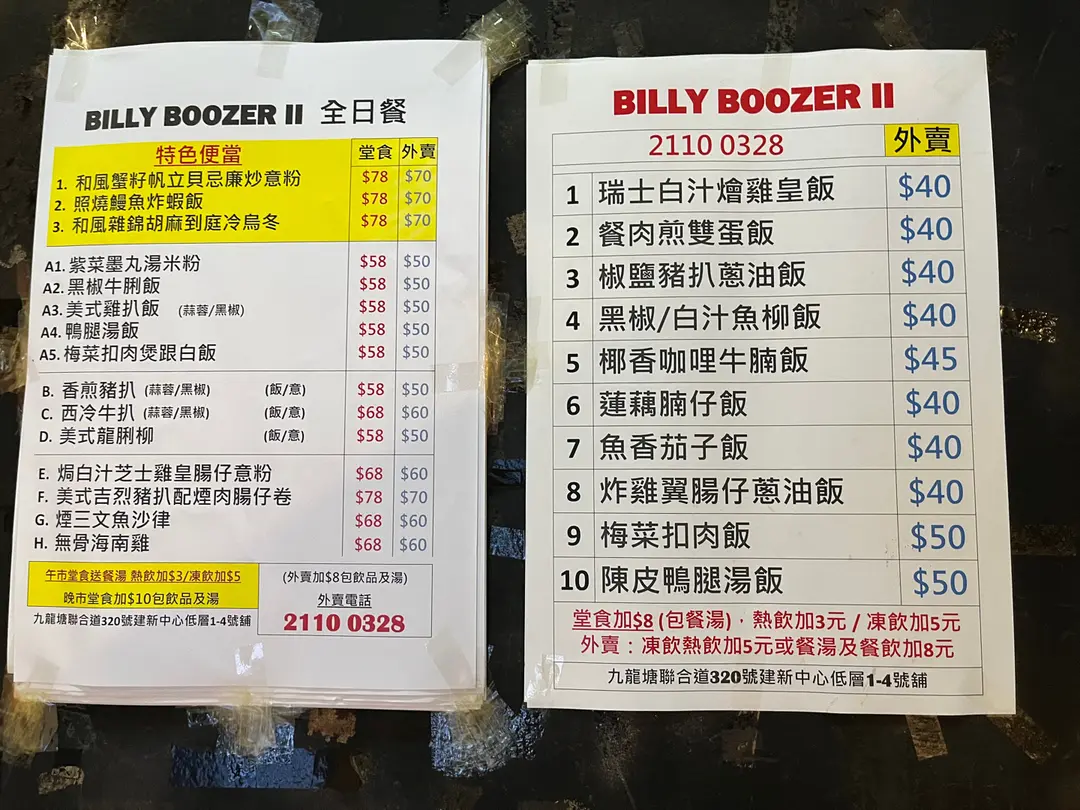 BILLY BOOZER II 全日餐
特色便當 堂食 外賣
1. 和風蟹籽帆立貝忌廉炒意粉 $78 $70
2. 照燒鰻魚炸蝦飯 $78 $70
3. 和風雜錦胡麻到庭冷烏冬 $78 $70
A1. 紫菜墨丸湯米粉 $58 $50
A2. 黑椒牛脷飯 $58 $50
A3. 美式雞扒飯 (蒜蓉/黑椒) $58 $50
A4. 鴨腿湯飯 $58 $50
A5. 梅菜扣肉煲跟白飯 $58 $50
B. 香煎豬扒 (蒜蓉/黑椒) (飯/意) $58 $50
C. 西冷牛扒 (蒜蓉/黑椒) (飯/意) $68 $60
D. 美式龍脷柳 (飯/意) $58 $50
E. 焗白汁芝士雞皇腸仔意粉 $68 $60
F. 美式吉烈豬扒配煙肉腸仔卷 $78 $70
G. 煙三文魚沙律 $68 $60
H. 無骨海南雞 $68 $60
午市堂食送餐湯 熱飲加$3/凍飲加$5
晚市堂食加$10包飲品及湯
九龍塘聯合道320號建新中心低層1-4號舖
(外賣加$8包飲品及湯)
外賣電話
2110 0328
BILLY BOOZER II
2110 0328 外賣
1 瑞士白汁燴雞皇飯 $40
2 餐肉煎雙蛋飯 $40
3 椒鹽豬扒蔥油飯 $40
4 黑椒/白汁魚柳飯 $40
5 椰香咖哩牛腩飯 $45
6 蓮藕腩仔飯 $40
7 魚香茄子飯 $40
8 炸雞翼腸仔蔥油飯 $40
9 梅菜扣肉飯 $50
10 陳皮鴨腿湯飯 $50
堂食加$8 (包餐湯)，熱飲加3元 / 凍飲加5元
外賣：凍飲熱飲加5元或餐湯及餐飲加8元
九龍塘聯合道320號建新中心低層1-4號舖